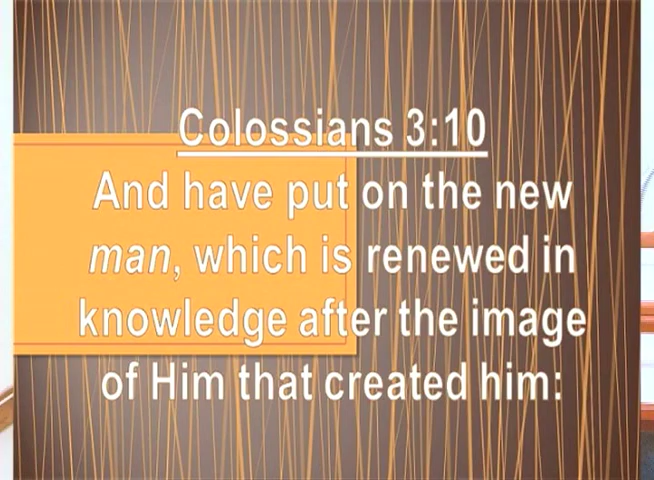 Colossians 3:10
And have put on the new
man, which is renewed in
knowledge after the image
of Him that created him: